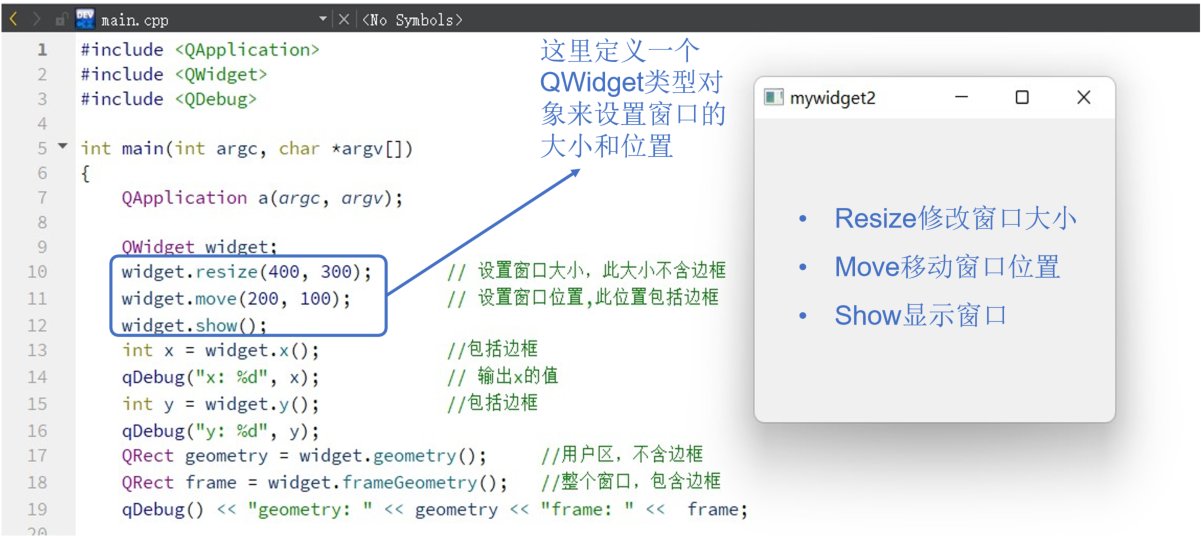 DEV main.cpp <No Symbols>
1 #include <QApplication>
2 #include <QWidget>
3 #include <QDebug>
4
5 int main(int argc, char *argv[])
6 {
7 QApplication a(argc, argv);
8
9 QWidget widget;
10 widget.resize(400, 300); // 设置窗口大小，此大小不含边框
11 widget.move(200, 100); // 设置窗口位置,此位置包括边框
12 widget.show();
13 int x = widget.x(); //包括边框
14 qDebug("x: %d", x); // 输出x的值
15 int y = widget.y(); //包括边框
16 qDebug("y: %d", y);
17 QRect geometry = widget.geometry(); //用户区，不含边框
18 QRect frame = widget.frameGeometry(); //整个窗口，包含边框
19 qDebug() << "geometry: " << geometry << "frame: " << frame;
20
这里定义一个
QWidget类型对
象来设置窗口的
大小和位置
mywidget2
• Resize修改窗口大小
• Move移动窗口位置
• Show显示窗口